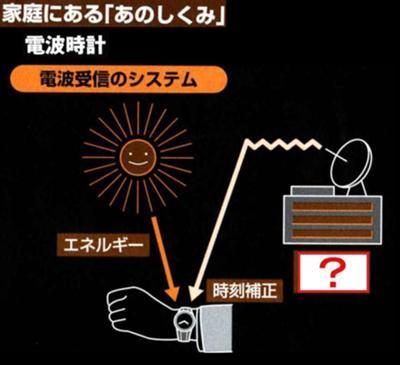 家庭にある「あのしくみ」
電波時計
電波受信のシステム
エネルギー
時刻補正
?